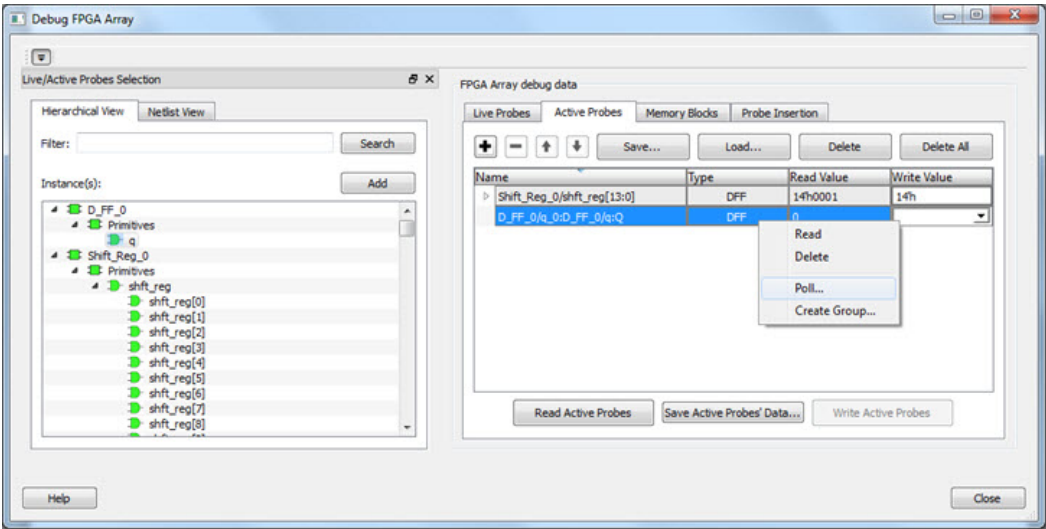 Debug FPGA Array
Live/Active Probes Selection
Hierarchical View Netlist View
Filter: Search
Instance(s): Add
D_FF_0
Primitives
q
Shift_Reg_0
Primitives
shft_reg
shft_reg[0]
shft_reg[1]
shft_reg[2]
shft_reg[3]
shft_reg[4]
shft_reg[5]
shft_reg[6]
shft_reg[7]
shft_reg[8]
FPGA Array debug data
Live Probes Active Probes Memory Blocks Probe Insertion
Save... Load... Delete Delete All
Name Type Read Value Write Value
Shift_Reg_0/shft_reg[13:0] DFF 14'h0001 14'h
D_FF_0/q_0:D_FF_0/q:Q DFF 0
Read
Delete
Poll...
Create Group...
Read Active Probes Save Active Probes' Data... Write Active Probes
Help Close